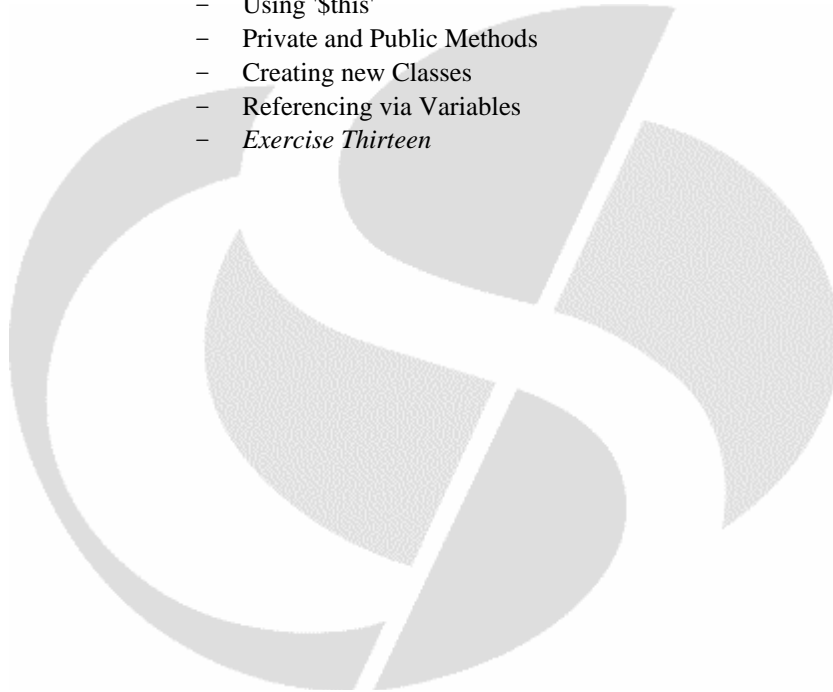 - Using '$this'
- Private and Public Methods
- Creating new Classes
- Referencing via Variables
- Exercise Thirteen